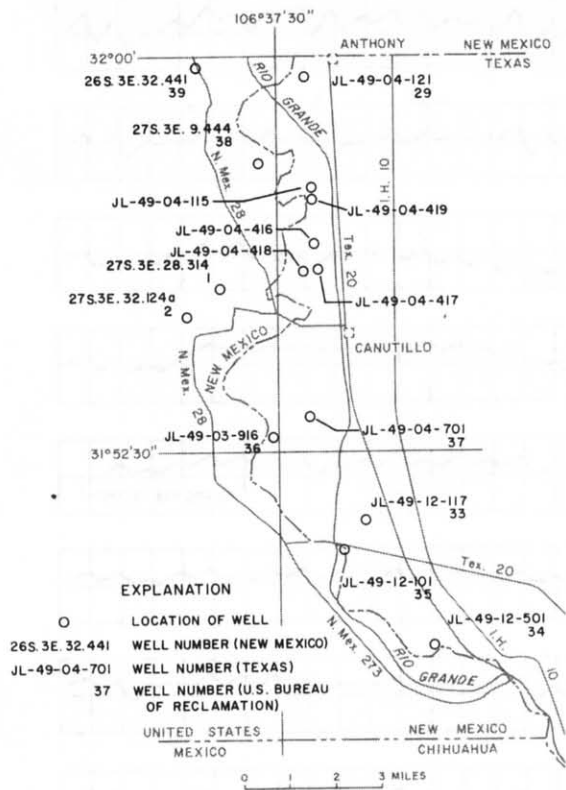 106°37'30"
32°00'
ANTHONY
NEW MEXICO
TEXAS
26S.3E.32.441
39
RIO GRANDE
JL-49-04-121
29
27S.3E.9.444
38
N. Mex. 28
I.H. 10
JL-49-04-115
JL-49-04-419
JL-49-04-416
Tex. 20
JL-49-04-418
27S.3E.28.314
1
JL-49-04-417
27S.3E.32.124a
2
NEW MEXICO
CANUTILLO
N. Mex. 28
JL-49-03-916
36
JL-49-04-701
37
31°52'30"
JL-49-12-117
33
Tex. 20
JL-49-12-101
35
JL-49-12-501
34
N. Mex. 273
RIO GRANDE
I.H. 10
EXPLANATION
LOCATION OF WELL
26S.3E.32.441 WELL NUMBER (NEW MEXICO)
JL-49-04-701 WELL NUMBER (TEXAS)
37 WELL NUMBER (U.S. BUREAU
OF RECLAMATION)
UNITED STATES
MEXICO
NEW MEXICO
CHIHUAHUA
0 1 2 3 MILES